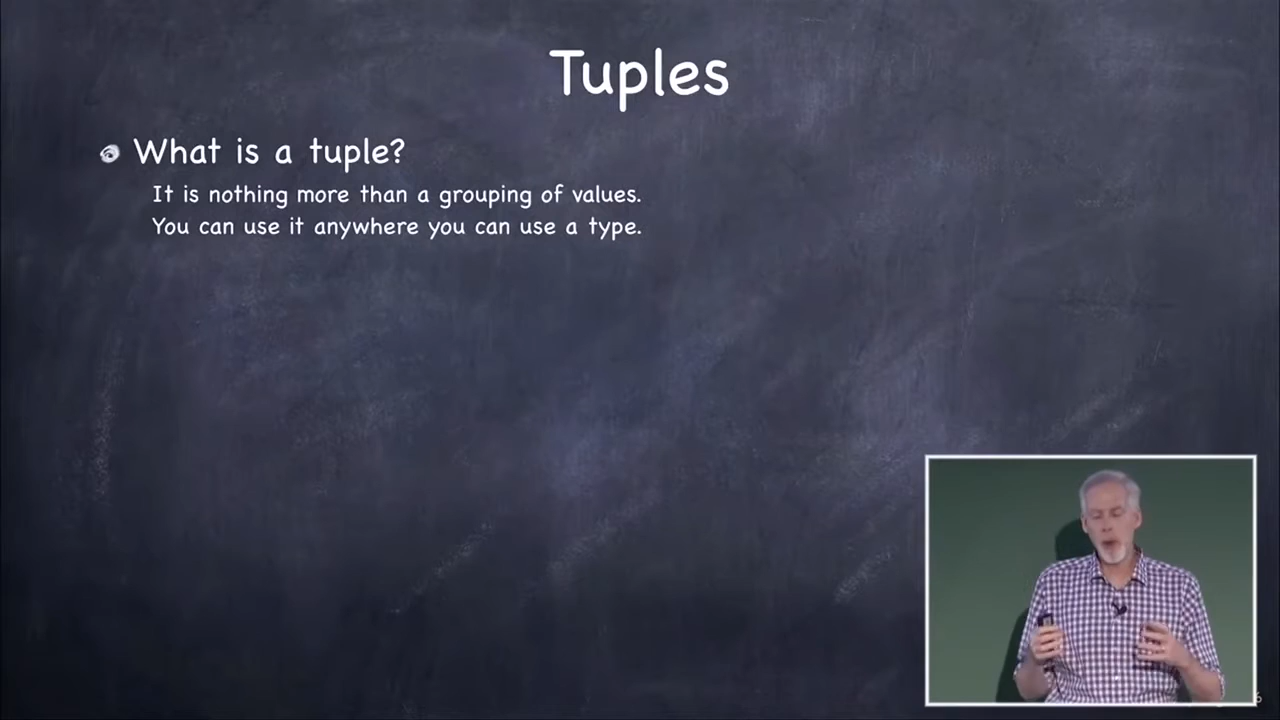 Tuples
What is a tuple?
It is nothing more than a grouping of values.
You can use it anywhere you can use a type.